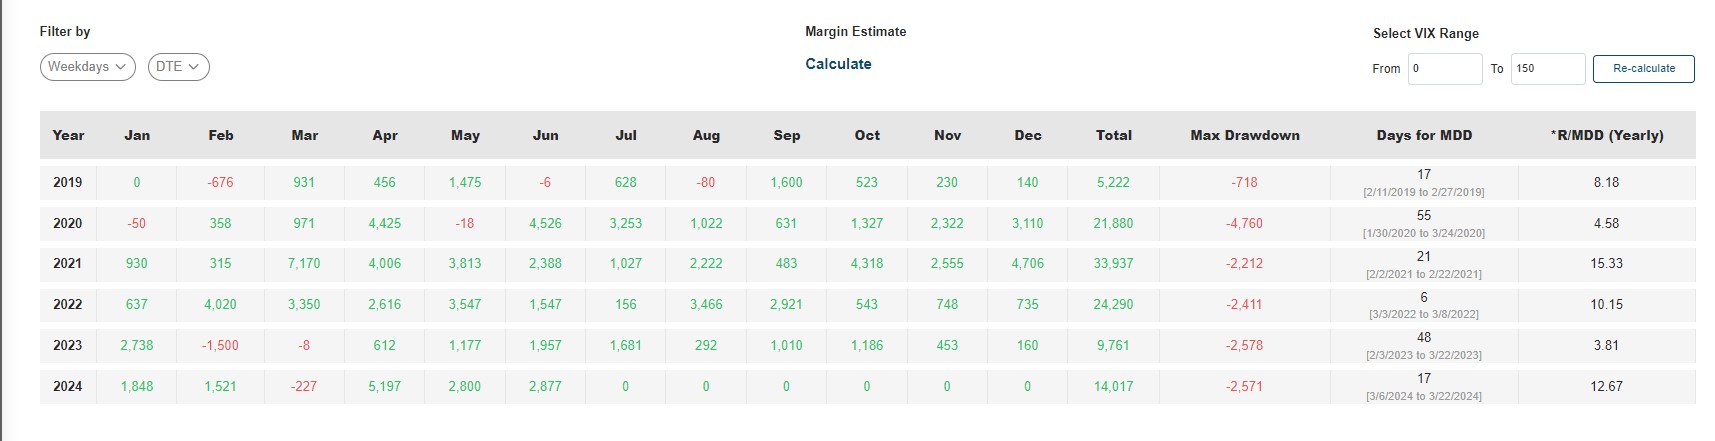 Filter by Margin Estimate Select VIX Range
Weekdays DTE Calculate From 0 To 150 Re-calculate
Year Jan Feb Mar Apr May Jun Jul Aug Sep Oct Nov Dec Total Max Drawdown Days for MDD *R/MDD (Yearly)
2019 0 -676 931 456 1,475 -6 628 -80 1,600 523 230 140 5,222 -718 17 8.18
[2/11/2019 to 2/27/2019]
2020 -50 358 971 4,425 -18 4,526 3,253 1,022 631 1,327 2,322 3,110 21,880 -4,760 55 4.58
[1/30/2020 to 3/24/2020]
2021 930 315 7,170 4,006 3,813 2,388 1,027 2,222 483 4,318 2,555 4,706 33,937 -2,212 21 15.33
[2/2/2021 to 2/22/2021]
2022 637 4,020 3,350 2,616 3,547 1,547 156 3,466 2,921 543 748 735 24,290 -2,411 6 10.15
[3/3/2022 to 3/8/2022]
2023 2,738 -1,500 -8 612 1,177 1,957 1,681 292 1,010 1,186 453 160 9,761 -2,578 48 3.81
[2/3/2023 to 3/22/2023]
2024 1,848 1,521 -227 5,197 2,800 2,877 0 0 0 0 0 0 14,017 -2,571 17 12.67
[3/6/2024 to 3/22/2024]